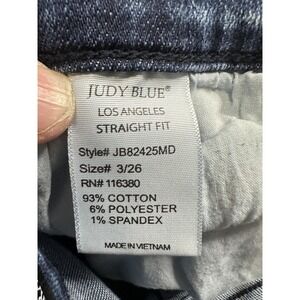 JUDY BLUE®
LOS ANGELES
STRAIGHT FIT
Style# JB82425MD
Size# 3/26
RN# 116380
93% COTTON
6% POLYESTER
1% SPANDEX
MADE IN VIETNAM